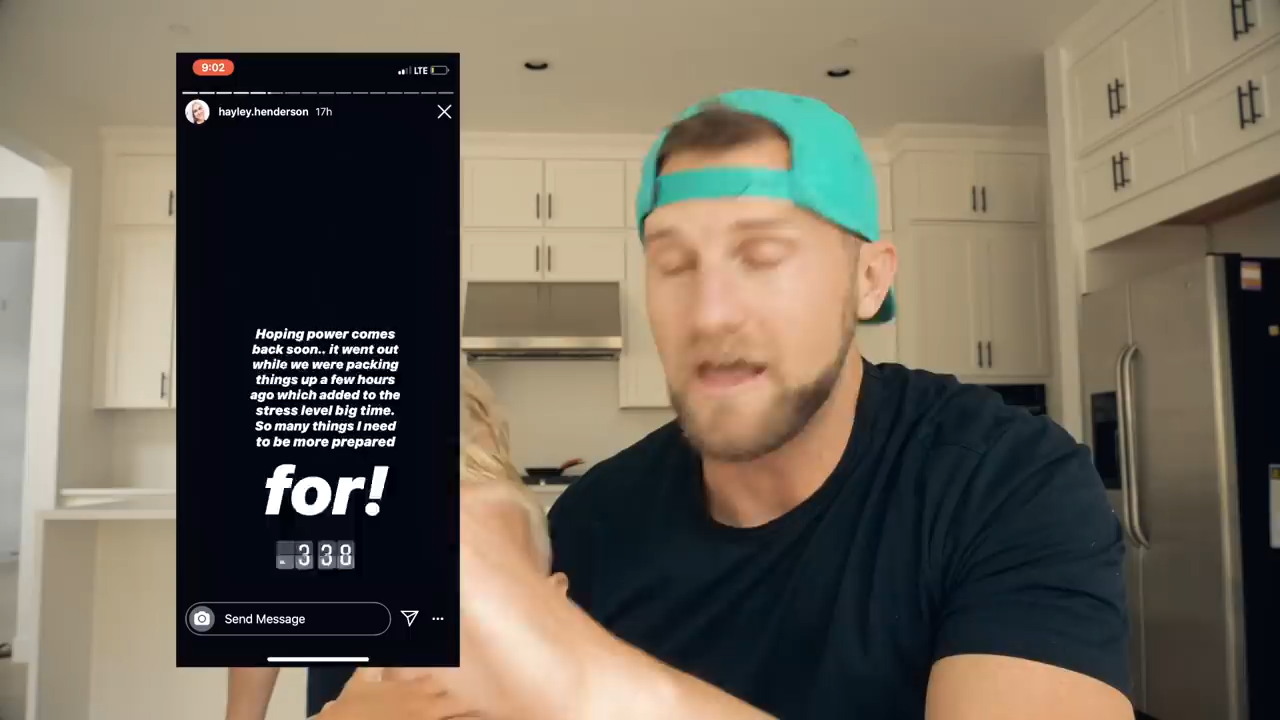 9:02
LTE
hayley.henderson 17h
Hoping power comes
back soon.. it went out
while we were packing
things up a few hours
ago which added to the
stress level big time.
So many things I need
to be more prepared
for!
3 38
Send Message